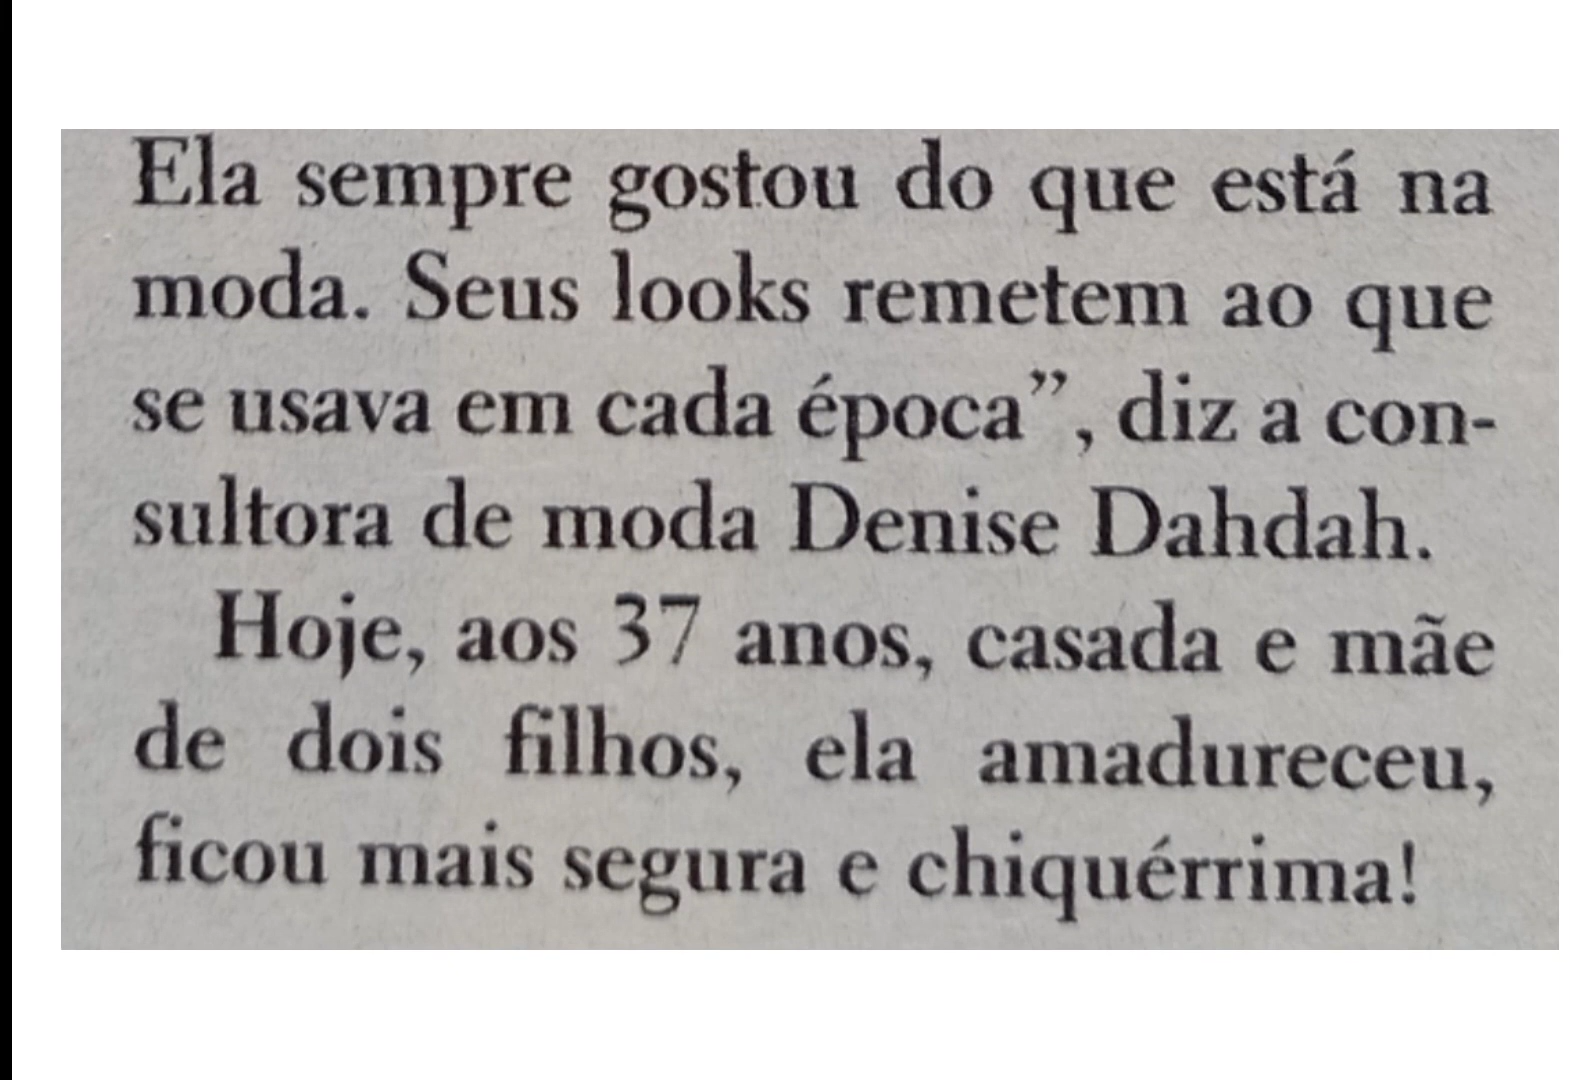 Ela sempre gostou do que está na
moda. Seus looks remetem ao que
se usava em cada época”, diz a con-
sultora de moda Denise Dahdah.
Hoje, aos 37 anos, casada e mãe
de dois filhos, ela amadureceu,
ficou mais segura e chiquérrima!